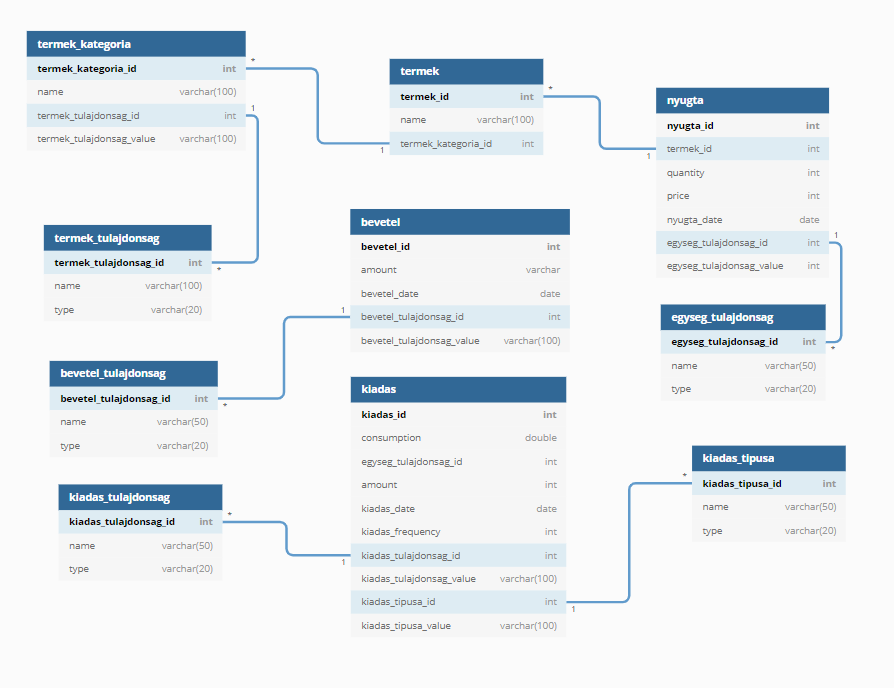 termek_kategoria
termek_kategoria_id int
name varchar(100)
termek_tulajdonsag_id int
termek_tulajdonsag_value varchar(100)
*
1
termek
termek_id int
name varchar(100)
termek_kategoria_id int
1
*
nyugta
nyugta_id int
termek_id int
quantity int
price int
nyugta_date date
egyseg_tulajdonsag_id int
egyseg_tulajdonsag_value int
1
1
termek_tulajdonsag
termek_tulajdonsag_id int
name varchar(100)
type varchar(20)
*
bevetel
bevetel_id int
amount varchar
bevetel_date date
bevetel_tulajdonsag_id int
bevetel_tulajdonsag_value varchar(100)
1
egyseg_tulajdonsag
egyseg_tulajdonsag_id int
name varchar(50)
type varchar(20)
*
bevetel_tulajdonsag
bevetel_tulajdonsag_id int
name varchar(50)
type varchar(20)
*
kiadas
kiadas_id int
consumption double
egyseg_tulajdonsag_id int
amount int
kiadas_date date
kiadas_frequency int
kiadas_tulajdonsag_id int
kiadas_tulajdonsag_value varchar(100)
kiadas_tipusa_id int
kiadas_tipusa_value varchar(100)
1
1
kiadas_tipusa
kiadas_tipusa_id int
name varchar(50)
type varchar(20)
*
kiadas_tulajdonsag
kiadas_tulajdonsag_id int
name varchar(50)
type varchar(20)
*